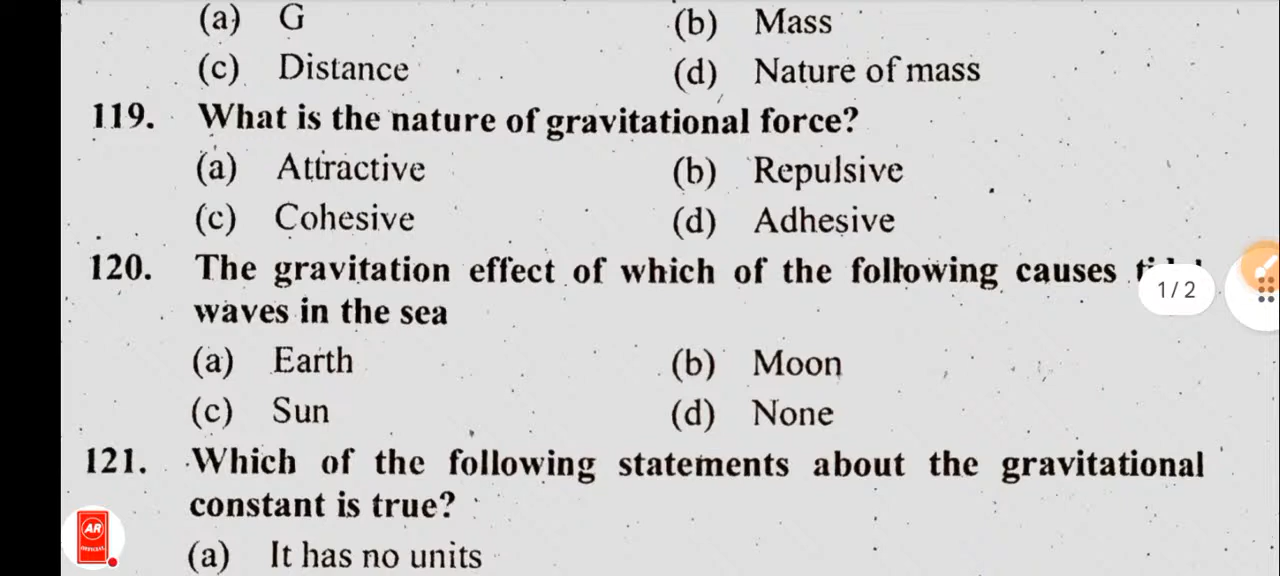 (a) G (b) Mass
(c) Distance (d) Nature of mass
119. What is the nature of gravitational force?
(a) Attractive (b) Repulsive
(c) Cohesive (d) Adhesive
120. The gravitation effect of which of the following causes
waves in the sea
1/2
(a) Earth (b) Moon
(c) Sun (d) None
121. Which of the following statements about the gravitational
constant is true?
AR
(a) It has no units